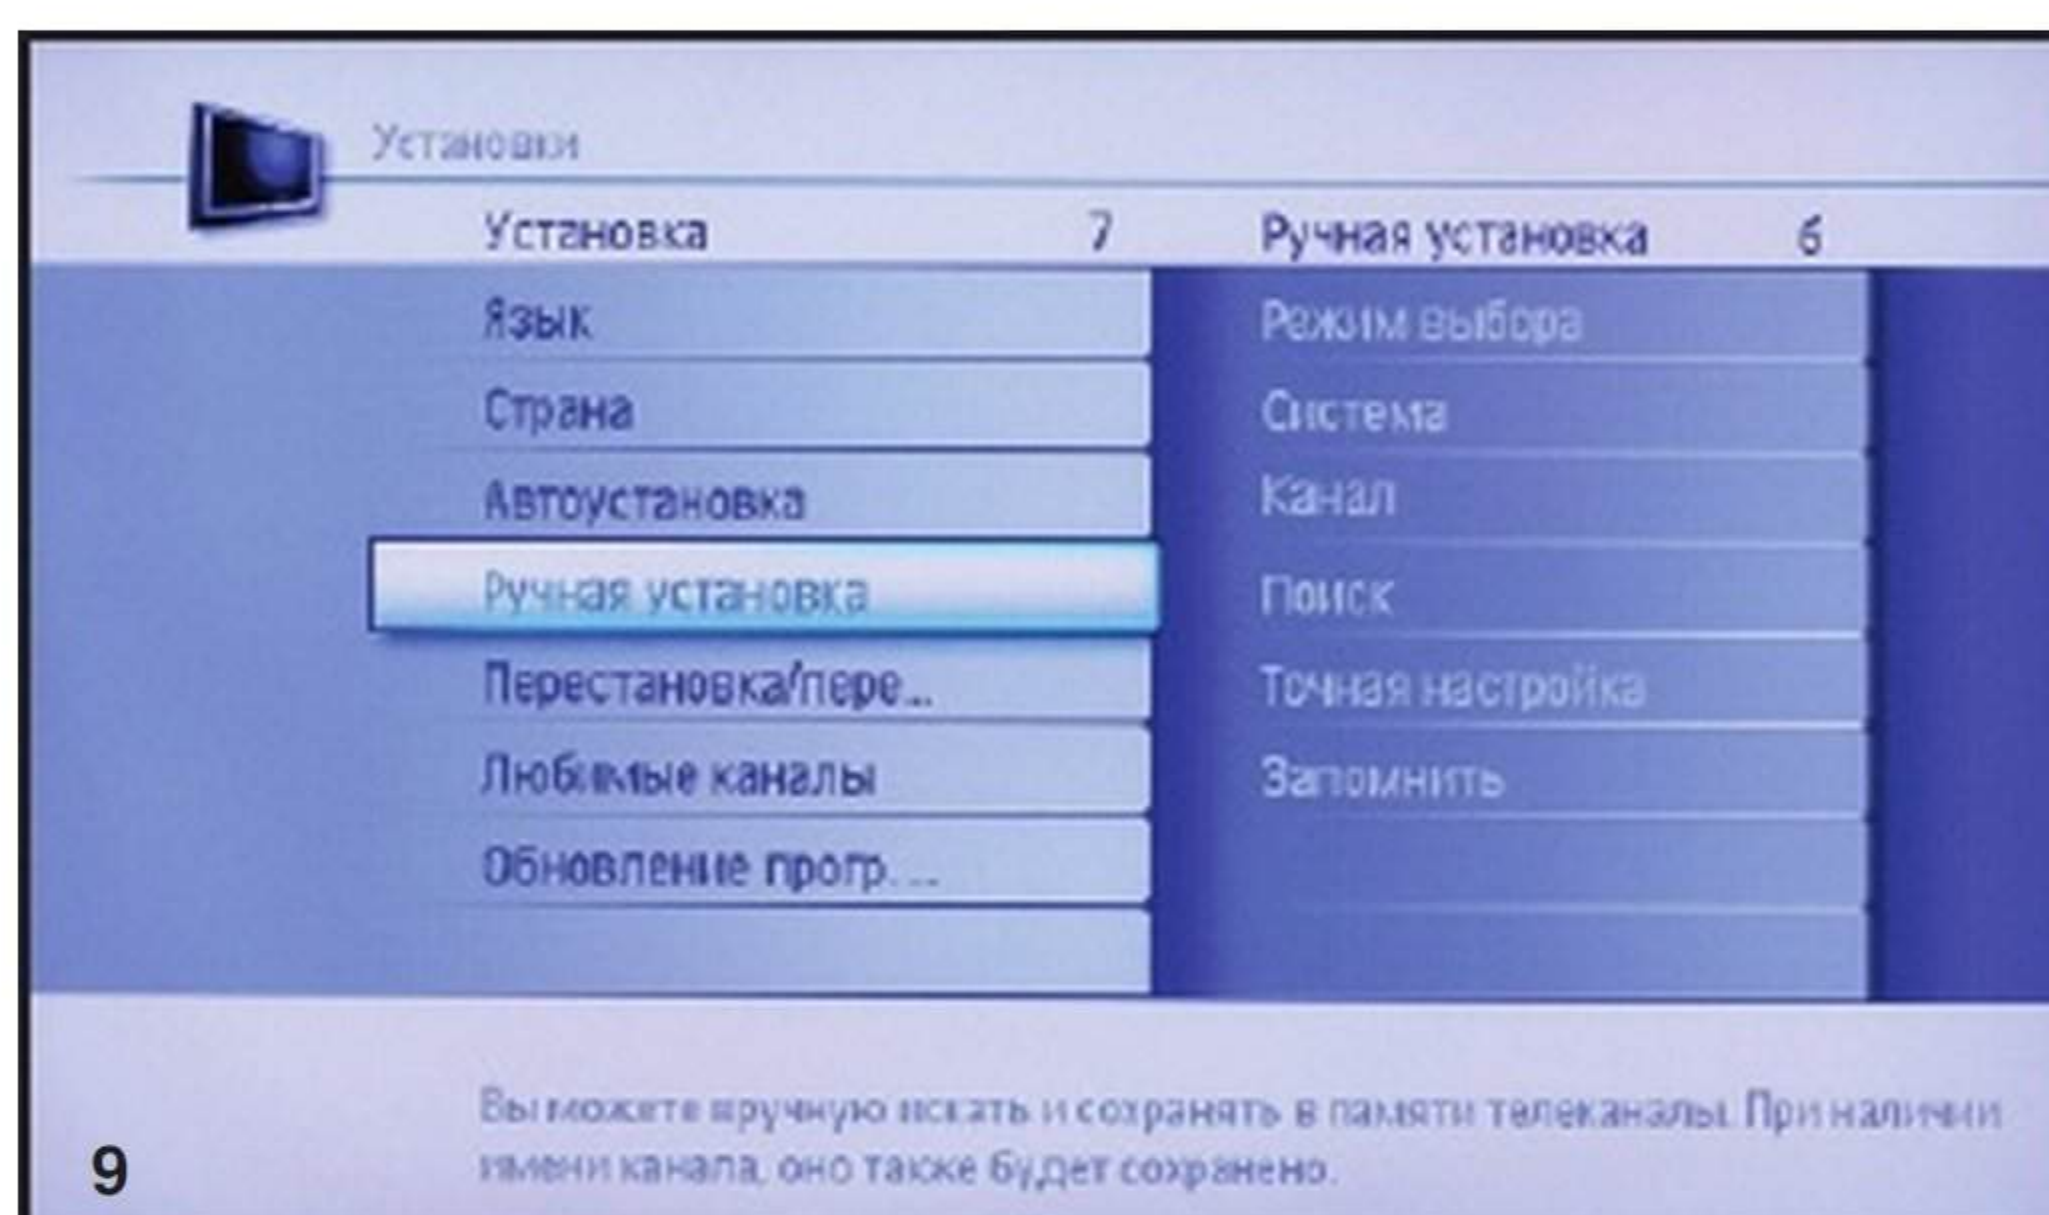 Установки
Установка 7 Ручная установка 6
Язык Режим выбора
Страна Система
Автоустановка Канал
Ручная установка Поиск
Перестановка/пере... Точная настройка
Любимые каналы Запомнить
Обновление прогр. ...
Вы можете вручную искать и сохранять в памяти телеканалы. При наличии
имени канала, оно также будет сохранено.
9